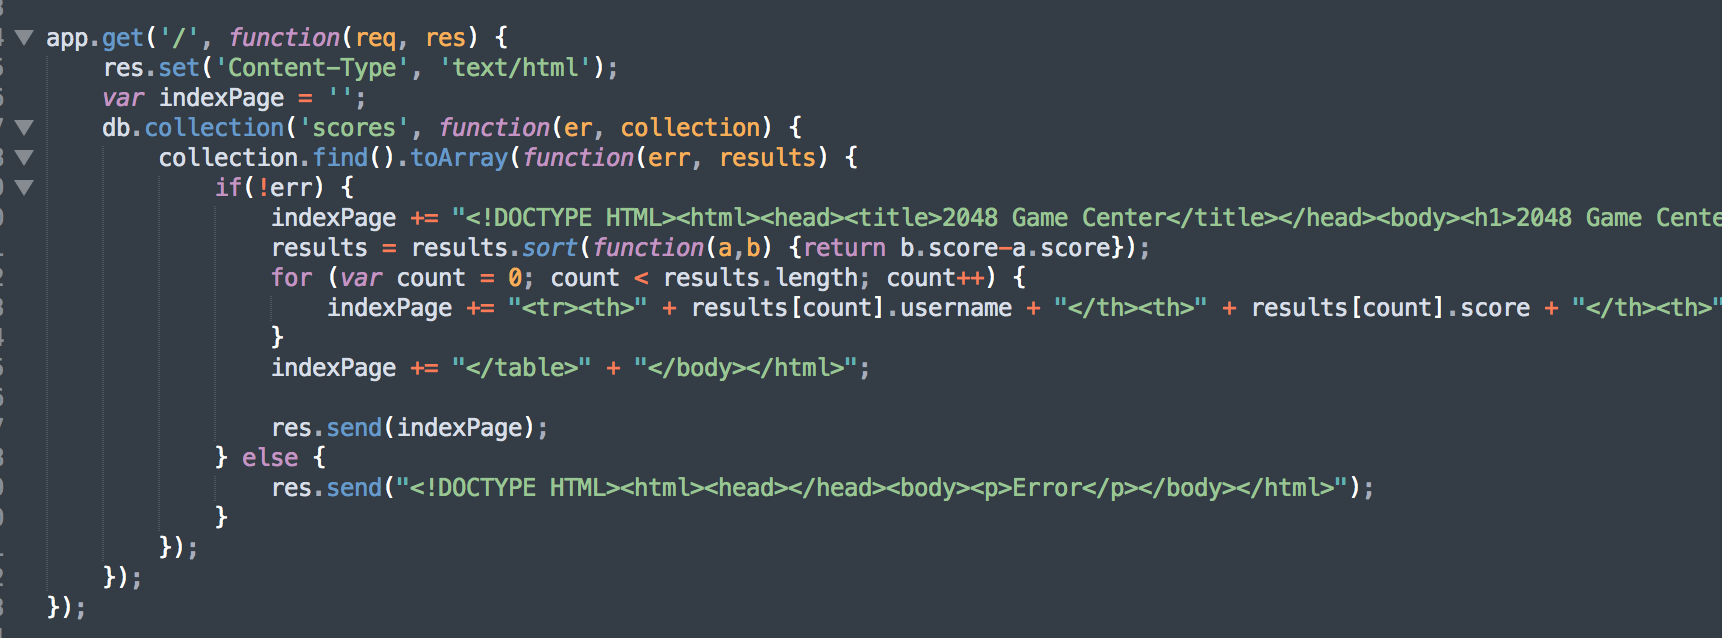 app.get('/', function(req, res) {
    res.set('Content-Type', 'text/html');
    var indexPage = '';
    db.collection('scores', function(er, collection) {
        collection.find().toArray(function(err, results) {
            if(!err) {
                indexPage += "<!DOCTYPE HTML><html><head><title>2048 Game Center</title></head><body><h1>2048 Game Cente
                results = results.sort(function(a,b) {return b.score-a.score});
                for (var count = 0; count < results.length; count++) {
                    indexPage += "<tr><th>" + results[count].username + "</th><th>" + results[count].score + "</th><th>"
                }
                indexPage += "</table>" + "</body></html>";

                res.send(indexPage);
            } else {
                res.send("<!DOCTYPE HTML><html><head></head><body><p>Error</p></body></html>");
            }
        });
    });
});